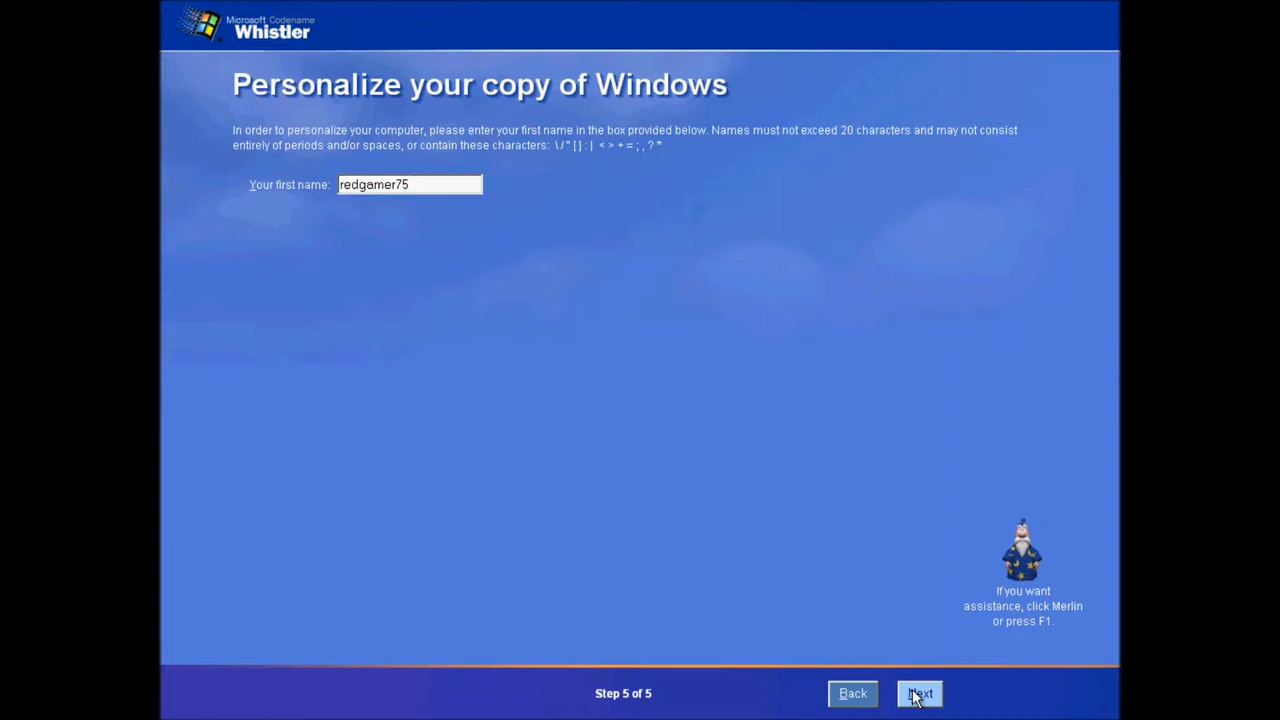 Microsoft Codename
Whistler
Personalize your copy of Windows
In order to personalize your computer, please enter your first name in the box provided below. Names must not exceed 20 characters and may not consist
entirely of periods and/or spaces, or contain these characters: \ / " [ ] : | < > + = ; , ? *
Your first name: redgamer75
If you want
assistance, click Merlin
or press F1.
Step 5 of 5
Back
Next